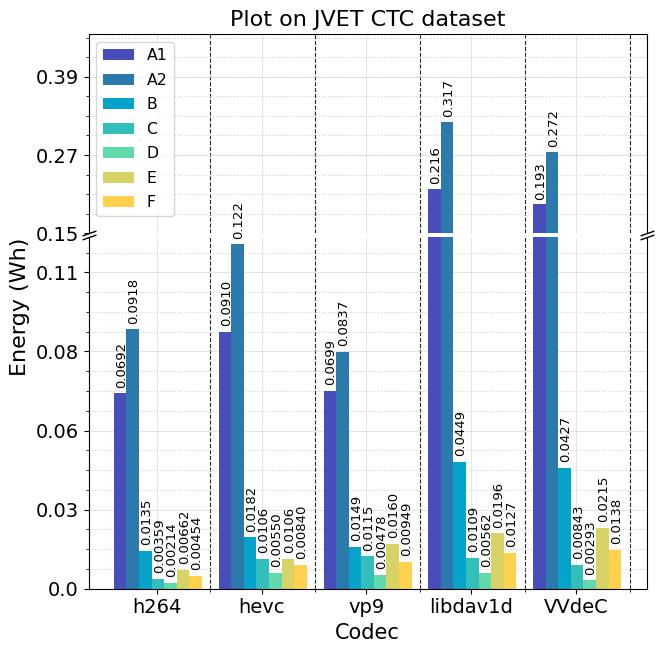 Plot on JVET CTC dataset
A1
A2
B
C
D
E
F
0.39
0.27
0.15
0.11
0.08
0.06
0.03
0.0
Energy (Wh)
0.0692
0.0918
0.0135
0.00359
0.00214
0.00662
0.00454
0.0910
0.122
0.0182
0.0106
0.00550
0.0106
0.00840
0.0699
0.0837
0.0149
0.0115
0.00478
0.0160
0.00949
0.216
0.317
0.0449
0.0109
0.00562
0.0196
0.0127
0.193
0.272
0.0427
0.00843
0.00293
0.0215
0.0138
h264
hevc
vp9
libdav1d
VVdeC
Codec